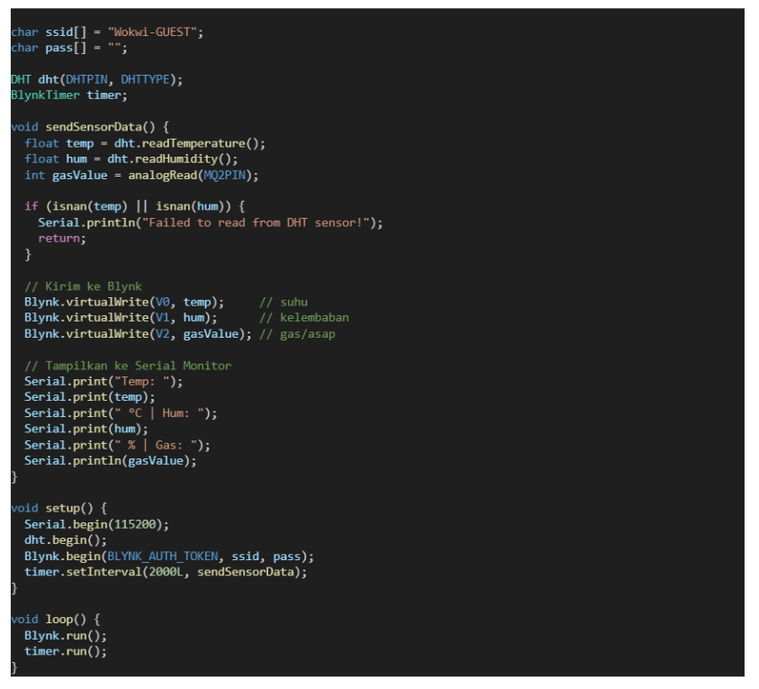 char ssid[] = "Wokwi-GUEST";
char pass[] = "";
DHT dht(DHTPIN, DHTTYPE);
BlynkTimer timer;
void sendSensorData() {
  float temp = dht.readTemperature();
  float hum = dht.readHumidity();
  int gasValue = analogRead(MQ2PIN);
  if (isnan(temp) || isnan(hum)) {
    Serial.println("Failed to read from DHT sensor!");
    return;
  }
  // Kirim ke Blynk
  Blynk.virtualWrite(V0, temp);     // suhu
  Blynk.virtualWrite(V1, hum);      // kelembaban
  Blynk.virtualWrite(V2, gasValue); // gas/asap
  // Tampilkan ke Serial Monitor
  Serial.print("Temp: ");
  Serial.print(temp);
  Serial.print(" °C | Hum: ");
  Serial.print(hum);
  Serial.print(" % | Gas: ");
  Serial.println(gasValue);
}
void setup() {
  Serial.begin(115200);
  dht.begin();
  Blynk.begin(BLYNK_AUTH_TOKEN, ssid, pass);
  timer.setInterval(2000L, sendSensorData);
}
void loop() {
  Blynk.run();
  timer.run();
}